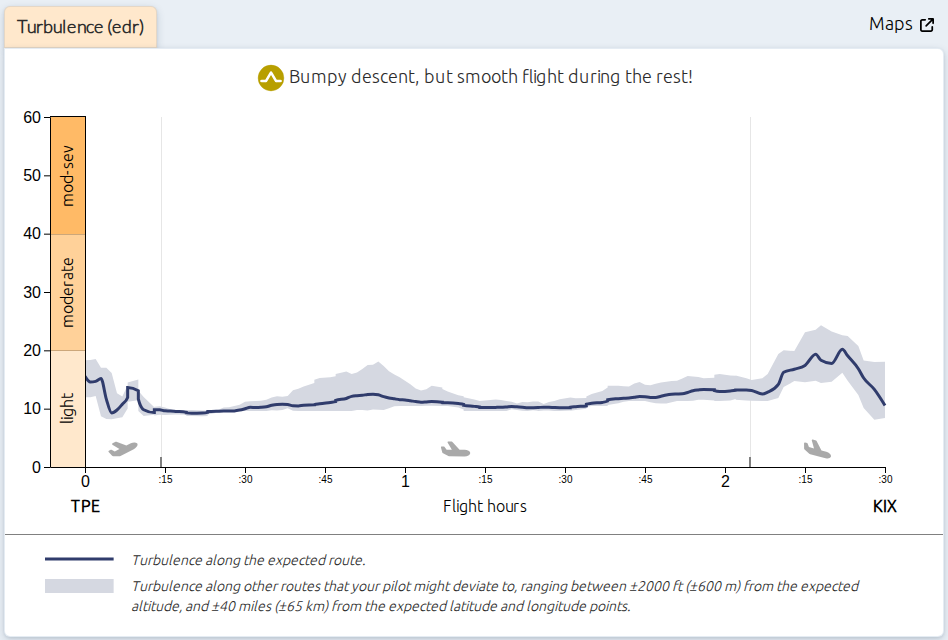 Turbulence (edr)
Maps
Bumpy descent, but smooth flight during the rest!
60
50
40
30
20
10
0
mod-sev
moderate
light
0 :15 :30 :45 1 :15 :30 :45 2 :15 :30
TPE Flight hours KIX
Turbulence along the expected route.
Turbulence along other routes that your pilot might deviate to, ranging between ±2000 ft (±600 m) from the expected
altitude, and ±40 miles (±65 km) from the expected latitude and longitude points.